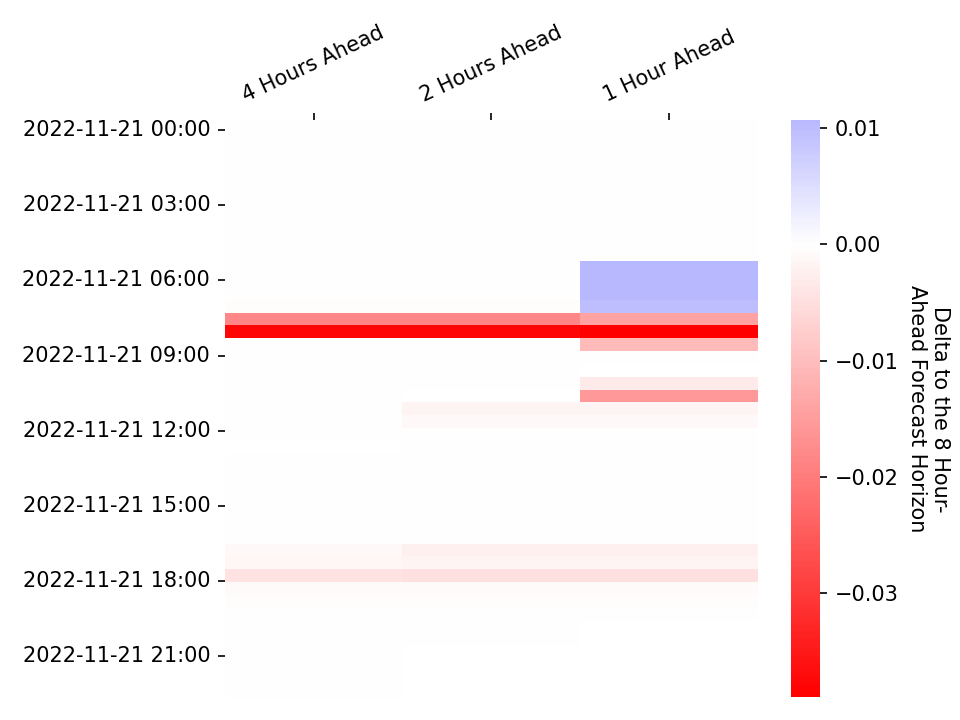 4 Hours Ahead
2 Hours Ahead
1 Hour Ahead
2022-11-21 00:00
2022-11-21 03:00
2022-11-21 06:00
2022-11-21 09:00
2022-11-21 12:00
2022-11-21 15:00
2022-11-21 18:00
2022-11-21 21:00
0.01
0.00
−0.01
−0.02
−0.03
Delta to the 8 Hour-
Ahead Forecast Horizon